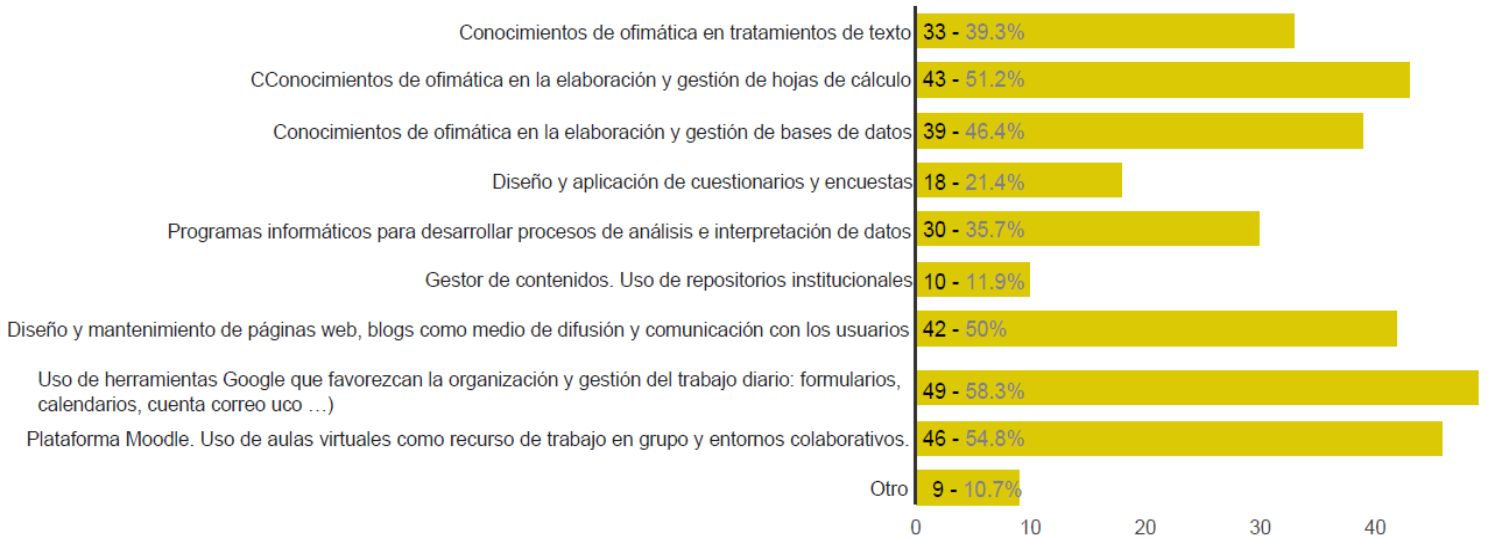 Conocimientos de ofimática en tratamientos de texto 33 - 39.3%
CConocimientos de ofimática en la elaboración y gestión de hojas de cálculo 43 - 51.2%
Conocimientos de ofimática en la elaboración y gestión de bases de datos 39 - 46.4%
Diseño y aplicación de cuestionarios y encuestas 18 - 21.4%
Programas informáticos para desarrollar procesos de análisis e interpretación de datos 30 - 35.7%
Gestor de contenidos. Uso de repositorios institucionales 10 - 11.9%
Diseño y mantenimiento de páginas web, blogs como medio de difusión y comunicación con los usuarios 42 - 50%
Uso de herramientas Google que favorezcan la organización y gestión del trabajo diario: formularios,
calendarios, cuenta correo uco …) 49 - 58.3%
Plataforma Moodle. Uso de aulas virtuales como recurso de trabajo en grupo y entornos colaborativos. 46 - 54.8%
Otro 9 - 10.7%
0 10 20 30 40